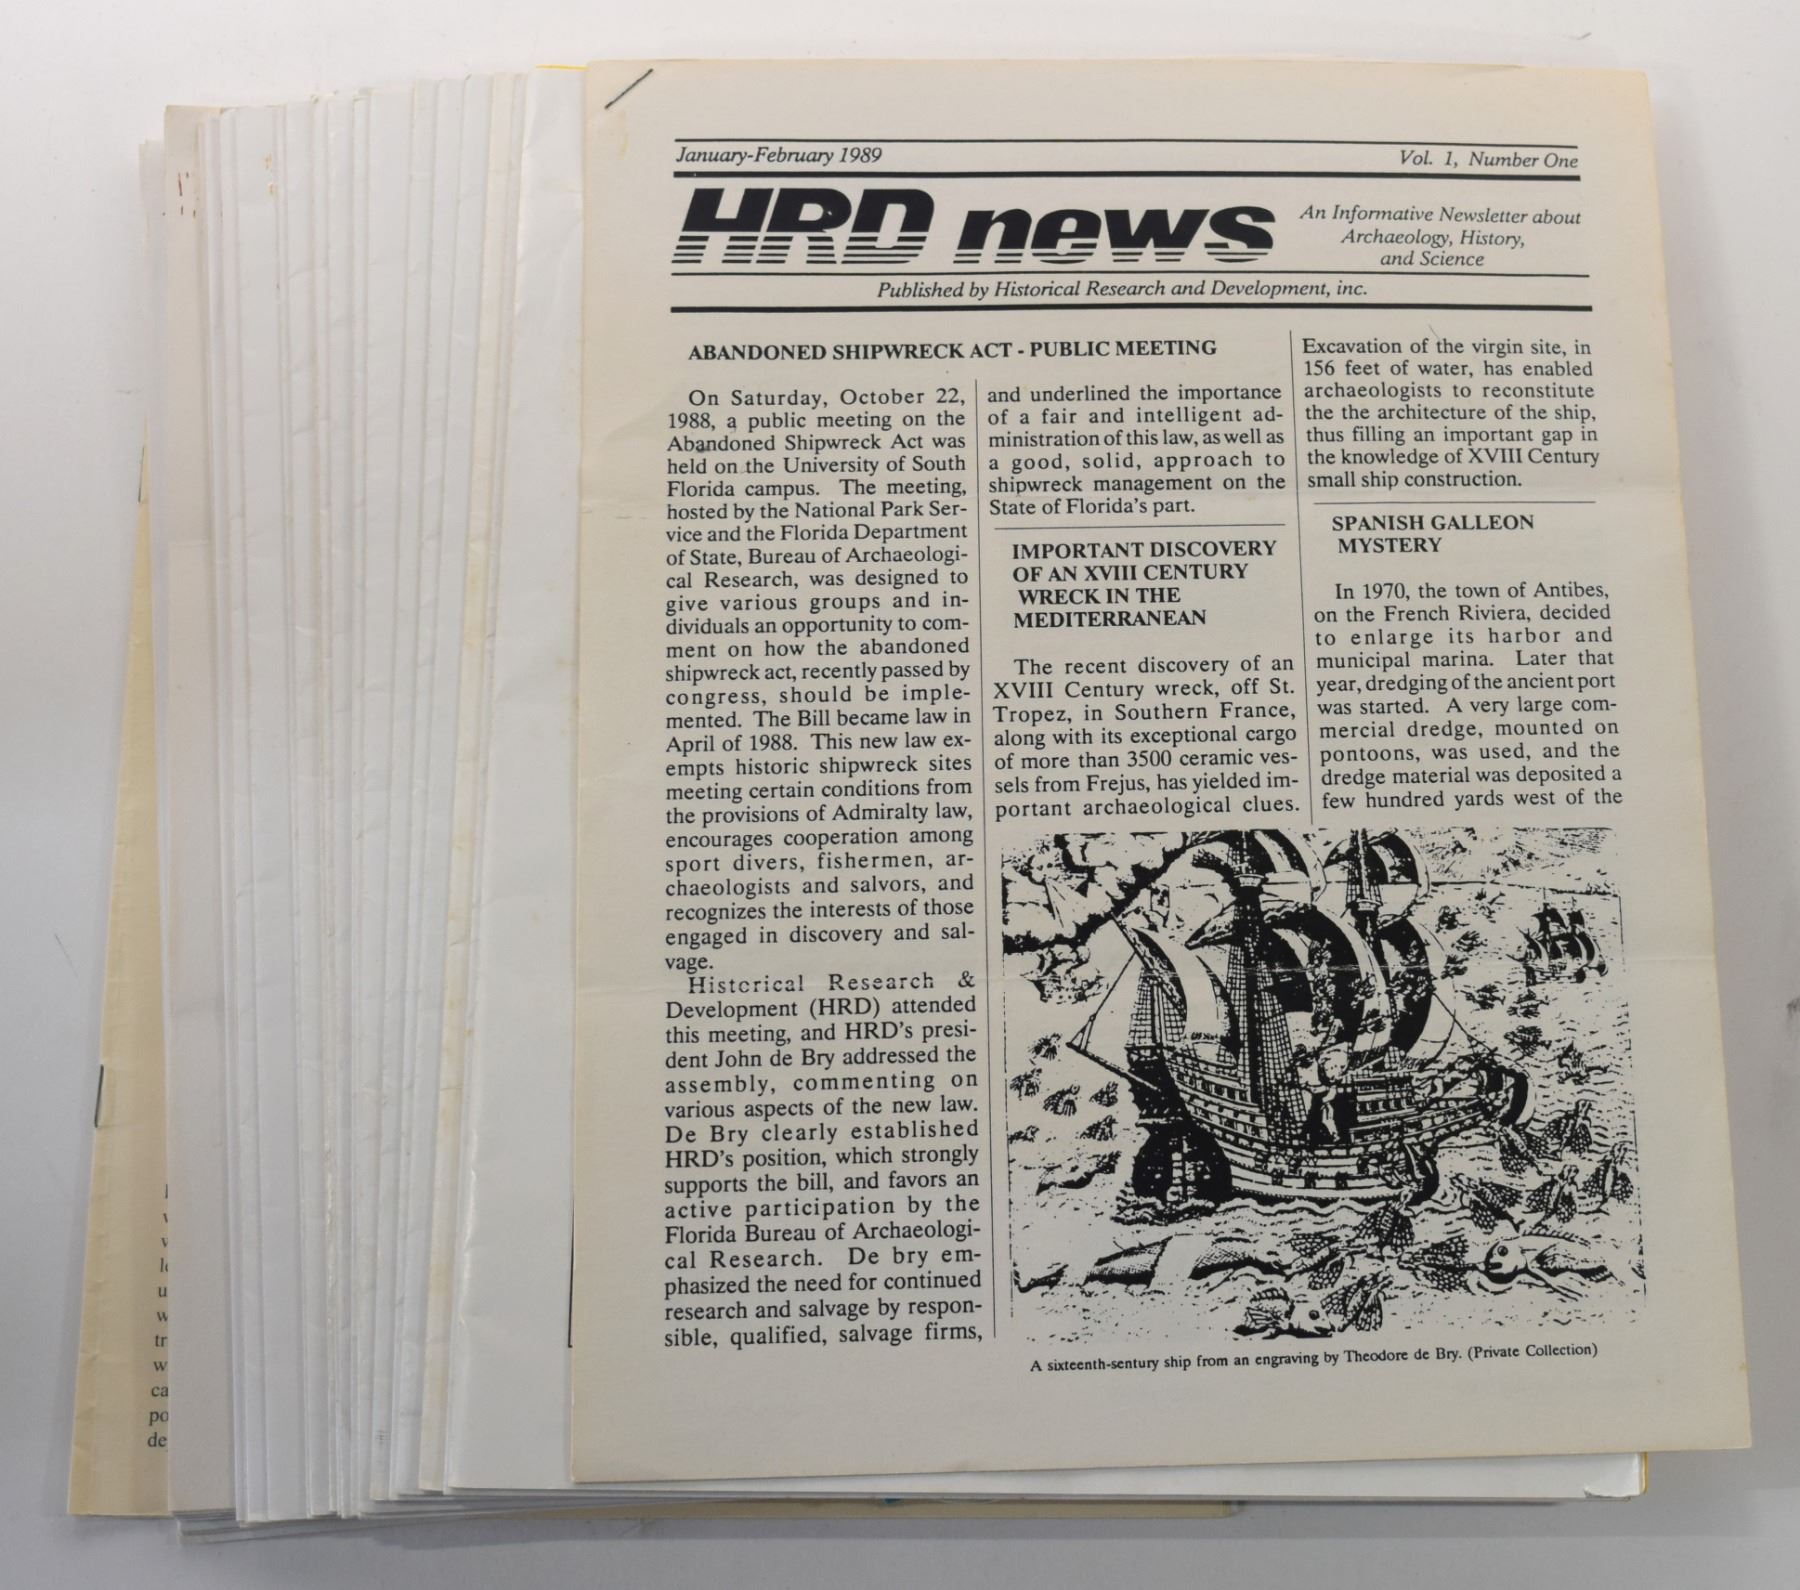 January-February 1989
Vol. 1, Number One
HRD news
An Informative Newsletter about
Archaeology, History,
and Science
Published by Historical Research and Development, inc.
ABANDONED SHIPWRECK ACT - PUBLIC MEETING
On Saturday, October 22,
1988, a public meeting on the
Abandoned Shipwreck Act was
held on the University of South
Florida campus. The meeting,
hosted by the National Park Ser-
vice and the Florida Department
of State, Bureau of Archaeologi-
cal Research, was designed to
give various groups and in-
dividuals an opportunity to com-
ment on how the abandoned
shipwreck act, recently passed by
congress, should be imple-
mented. The Bill became law in
April of 1988. This new law ex-
empts historic shipwreck sites
meeting certain conditions from
the provisions of Admiralty law,
encourages cooperation among
sport divers, fishermen, ar-
chaeologists and salvors, and
recognizes the interests of those
engaged in discovery and sal-
vage.
Historical Research &
Development (HRD) attended
this meeting, and HRD's presi-
dent John de Bry addressed the
assembly, commenting on
various aspects of the new law.
De Bry clearly established
HRD's position, which strongly
supports the bill, and favors an
active participation by the
Florida Bureau of Archaeologi-
cal Research. De bry em-
phasized the need for continued
research and salvage by respon-
sible, qualified, salvage firms,
and underlined the importance
of a fair and intelligent ad-
ministration of this law, as well as
a good, solid, approach to
shipwreck management on the
State of Florida's part.
IMPORTANT DISCOVERY
OF AN XVIII CENTURY
WRECK IN THE
MEDITERRANEAN
The recent discovery of an
XVIII Century wreck, off St.
Tropez, in Southern France,
along with its exceptional cargo
of more than 3500 ceramic ves-
sels from Frejus, has yielded im-
portant archaeological clues.
Excavation of the virgin site, in
156 feet of water, has enabled
archaeologists to reconstitute
the the architecture of the ship,
thus filling an important gap in
the knowledge of XVIII Century
small ship construction.
SPANISH GALLEON
MYSTERY
In 1970, the town of Antibes,
on the French Riviera, decided
to enlarge its harbor and
municipal marina. Later that
year, dredging of the ancient port
was started. A very large com-
mercial dredge, mounted on
pontoons, was used, and the
dredge material was deposited a
few hundred yards west of the
A sixteenth-sentury ship from an engraving by Theodore de Bry. (Private Collection)